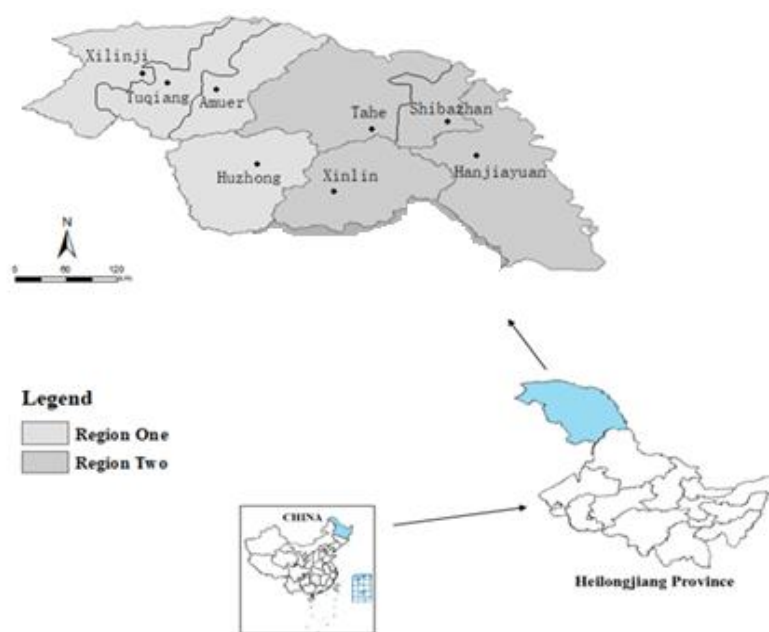 Xilinji
Tuqiang
Amuer
Tahe
Shibazhan
Huzhong
Xinlin
Hanjiayuan
N
0 60 120
Legend
Region One
Region Two
CHINA
Heilongjiang Province